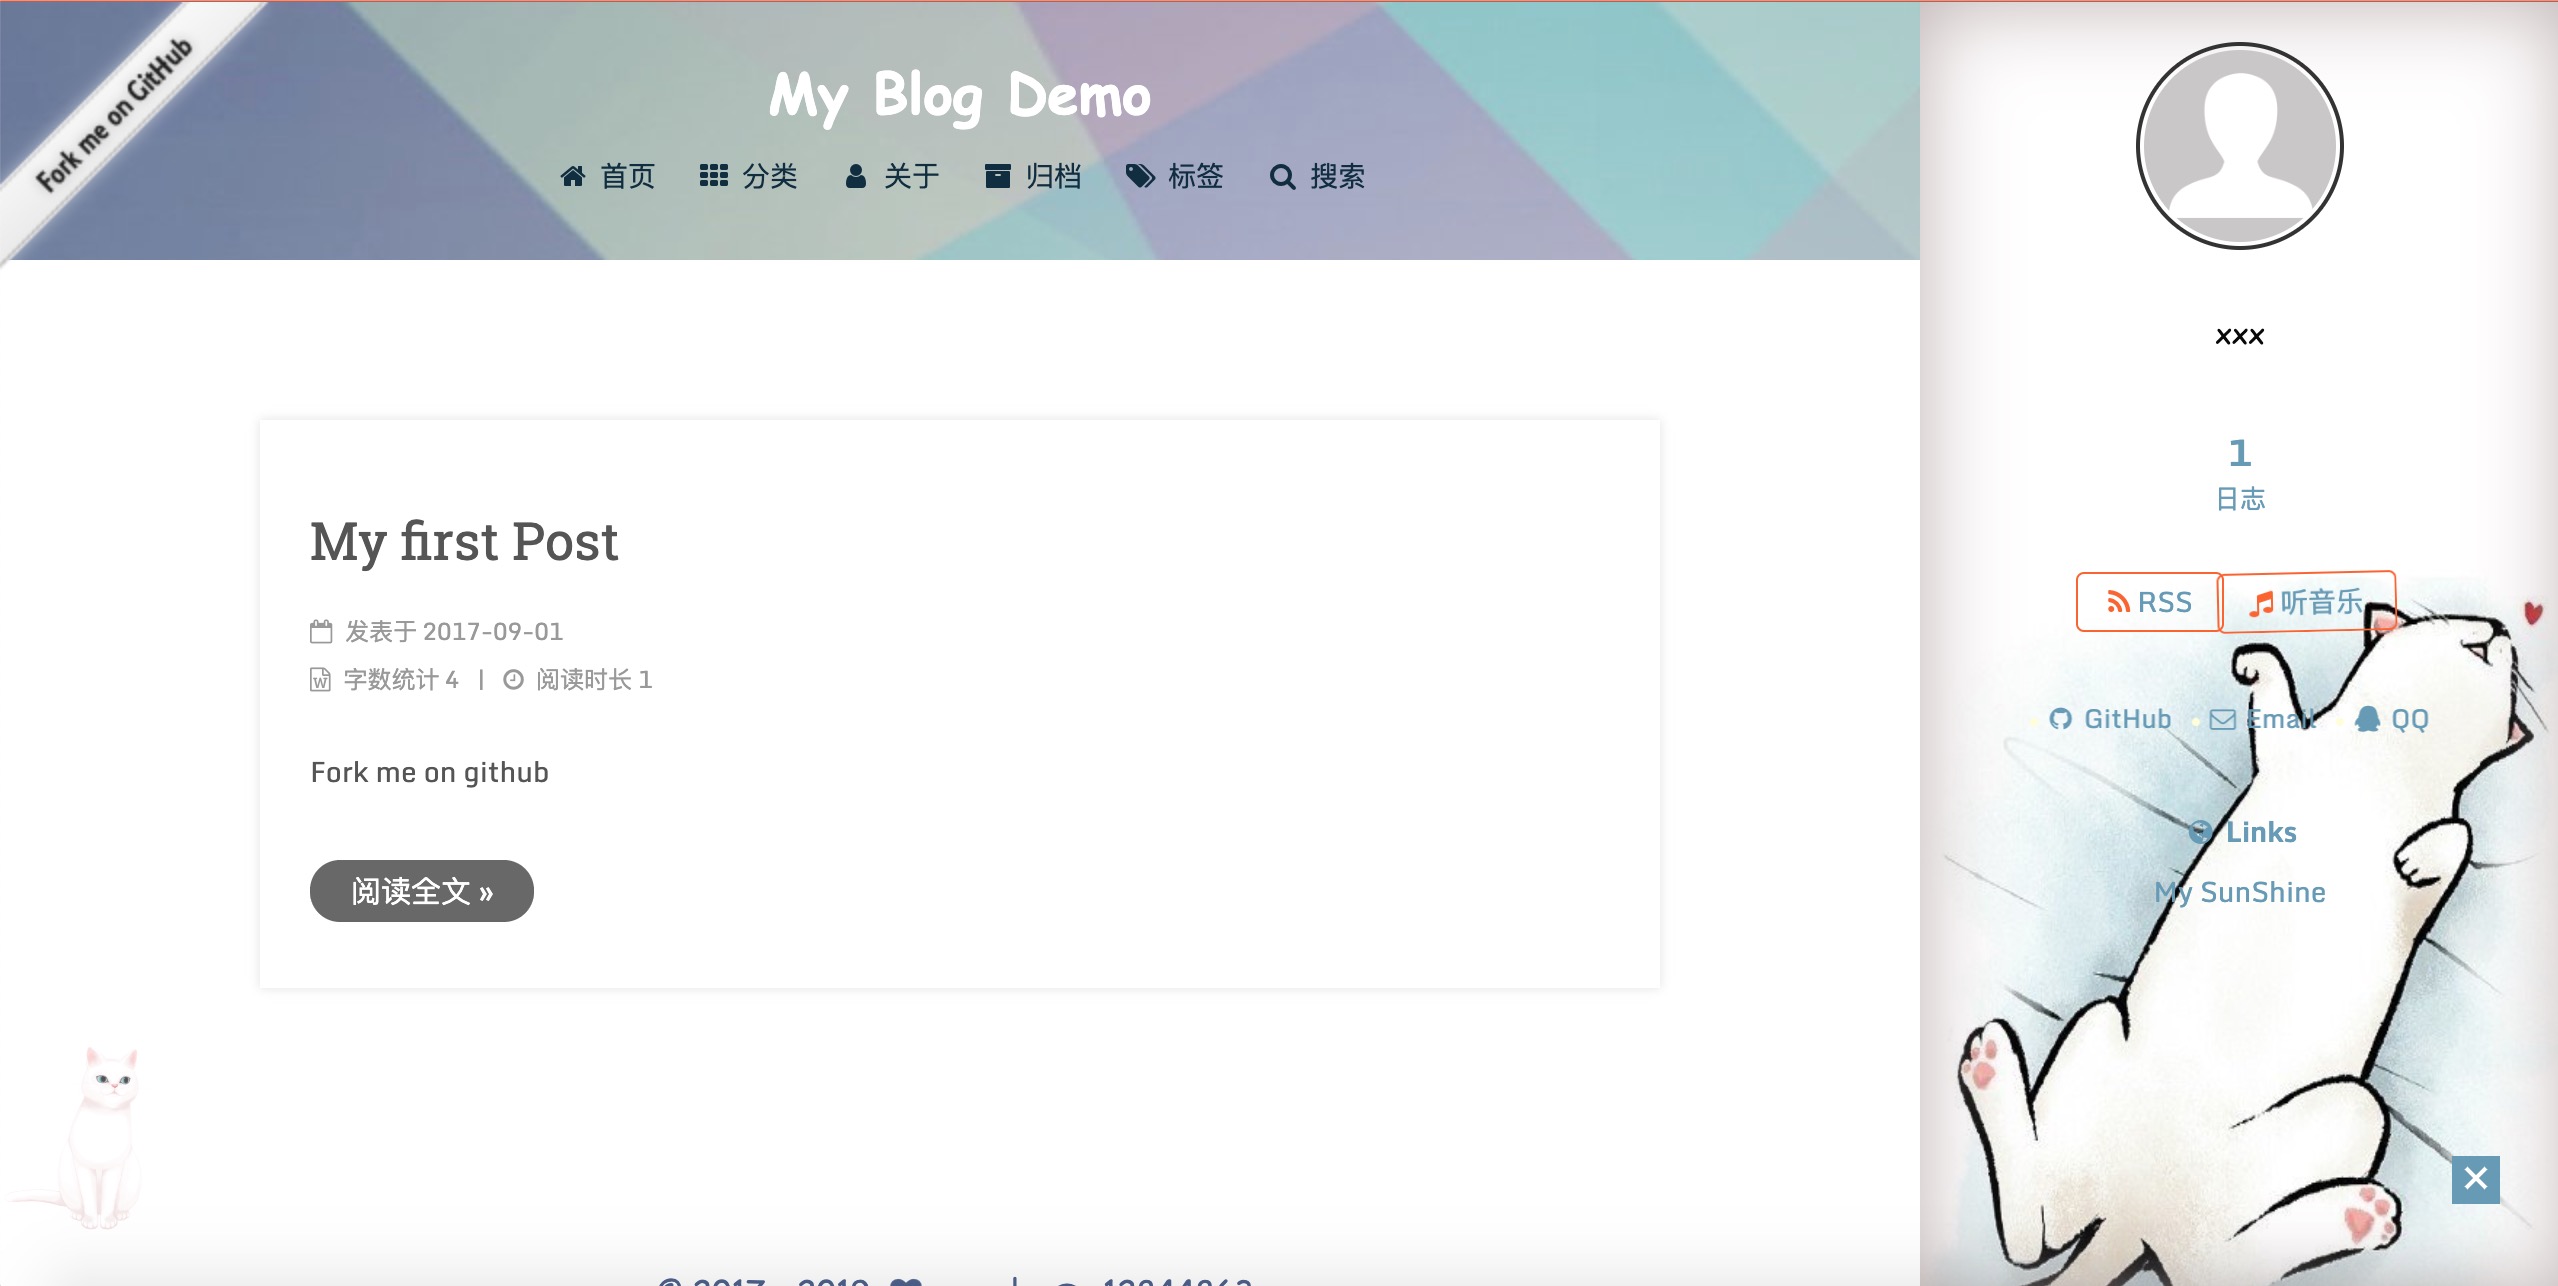 Fork me on GitHub
My Blog Demo
首页 分类 关于 归档 标签 搜索
My first Post
发表于 2017-09-01
字数统计 4 | 阅读时长 1
Fork me on github
阅读全文 »
xxx
1
日志
RSS 听音乐
GitHub Email QQ
Links
My SunShine